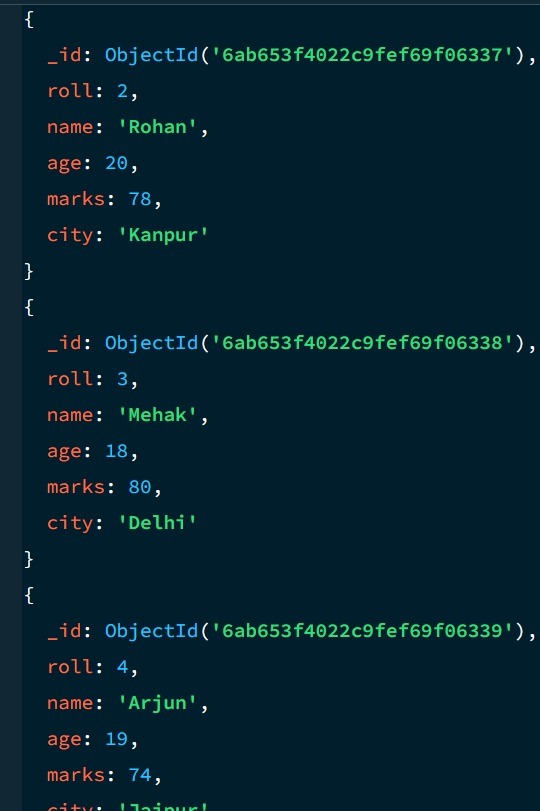 {
_id: ObjectId('6ab653f4022c9fef69f06337'),
roll: 2,
name: 'Rohan',
age: 20,
marks: 78,
city: 'Kanpur'
}
{
_id: ObjectId('6ab653f4022c9fef69f06338'),
roll: 3,
name: 'Mehak',
age: 18,
marks: 80,
city: 'Delhi'
}
{
_id: ObjectId('6ab653f4022c9fef69f06339'),
roll: 4,
name: 'Arjun',
age: 19,
marks: 74,
city: 'Jaipur'